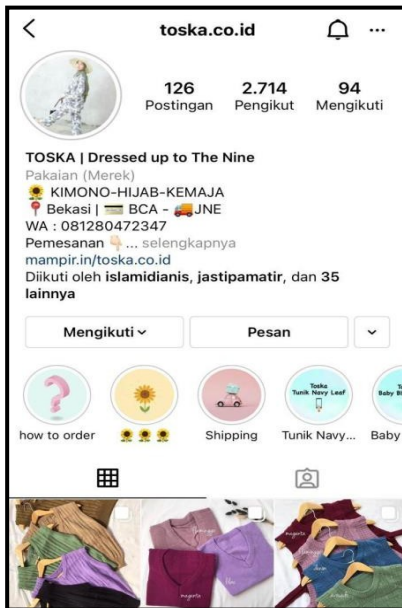 toska.co.id
126 2.714 94
Postingan Pengikut Mengikuti
TOSKA | Dressed up to The Nine
Pakaian (Merek)
🌻 KIMONO-HIJAB-KEMAJA
📍 Bekasi | 💳 BCA - 🚚JNE
WA : 081280472347
Pemesanan 👇🏻... selengkapnya
mampir.in/toska.co.id
Diikuti oleh islamidianis, jastipamatir, dan 35
lainnya
Mengikuti Pesan
Toska
Tunik Navy Leaf
how to order 🌻🌻🌻 Shipping Tunik Navy... Baby
magenta